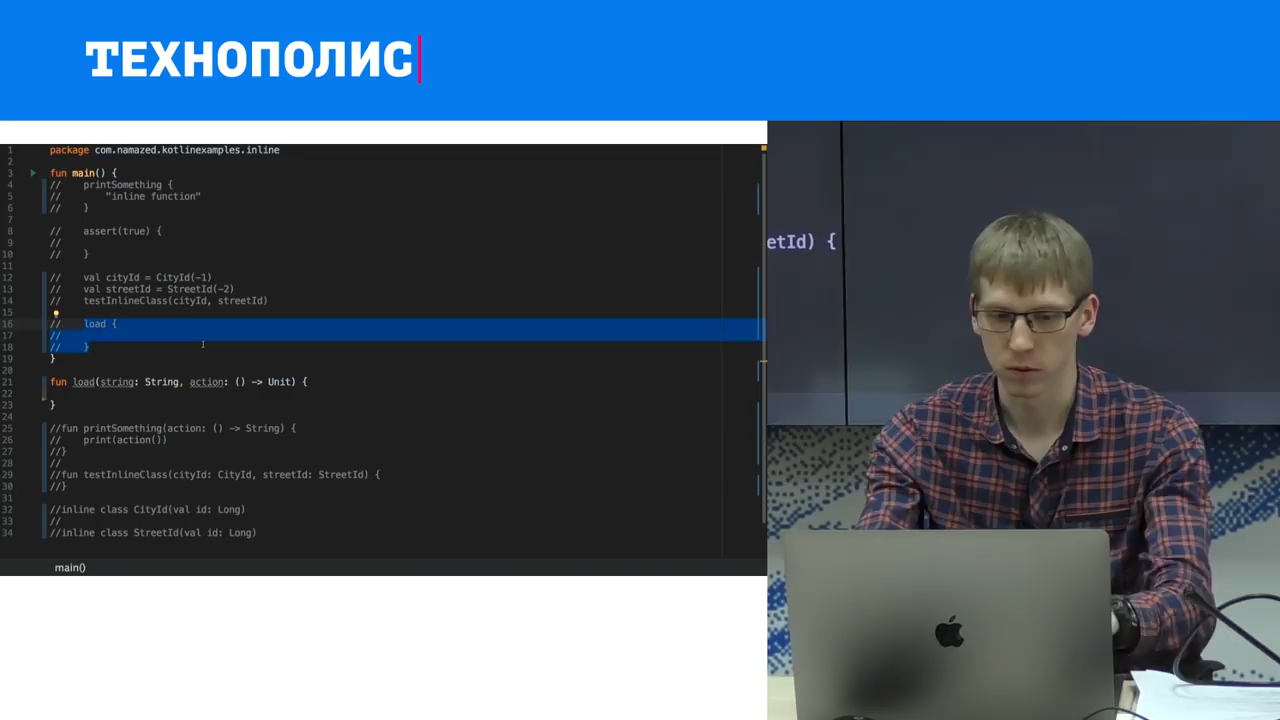 ТЕХНОПОЛИС
1 package com.namazed.kotlinexamples.inline
2
3 fun main() {
4 //    printSomething {
5 //        "inline function"
6 //    }
7
8 //    assert(true) {
9 //
10 //    }
11
12 //    val cityId = CityId(-1)
13 //    val streetId = StreetId(-2)
14 //    testInlineClass(cityId, streetId)
15
16 //    load {
17 //
18 //    }
19 }
20
21 fun load(string: String, action: () -> Unit) {
22
23 }
24
25 //fun printSomething(action: () -> String) {
26 //    print(action())
27 //}
28 //
29 //fun testInlineClass(cityId: CityId, streetId: StreetId) {
30 //}
31
32 //inline class CityId(val id: Long)
33 //
34 //inline class StreetId(val id: Long)
main()
etId) {